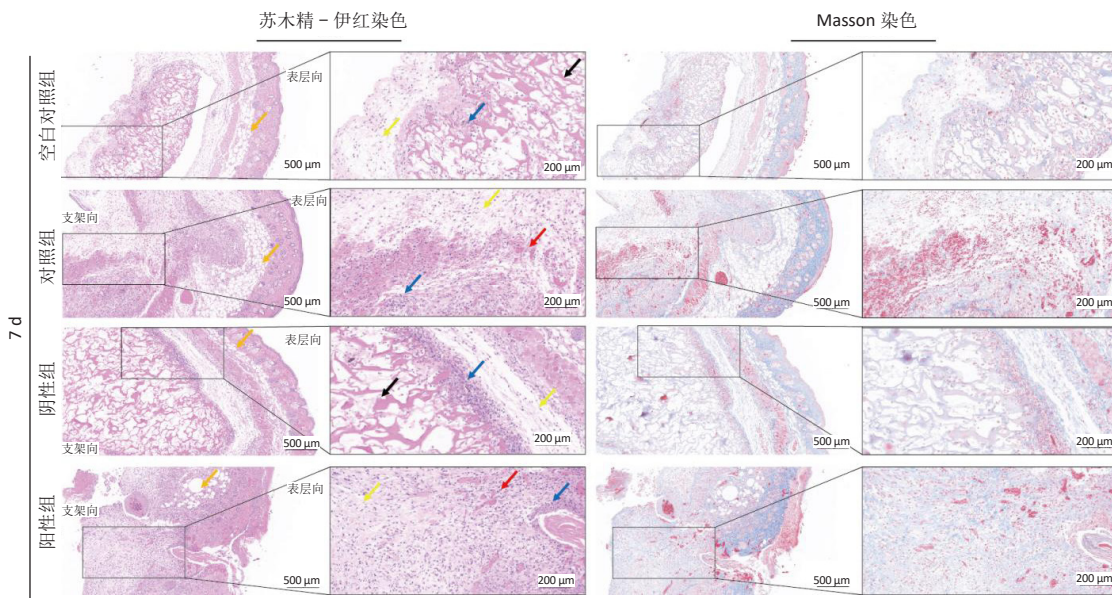 苏木精－伊红染色
Masson 染色
7 d
空白对照组
表层向
500 μm
200 μm
500 μm
200 μm
对照组
支架向
表层向
500 μm
200 μm
500 μm
200 μm
阴性组
表层向
支架向
500 μm
200 μm
500 μm
200 μm
阳性组
支架向
表层向
500 μm
200 μm
500 μm
200 μm